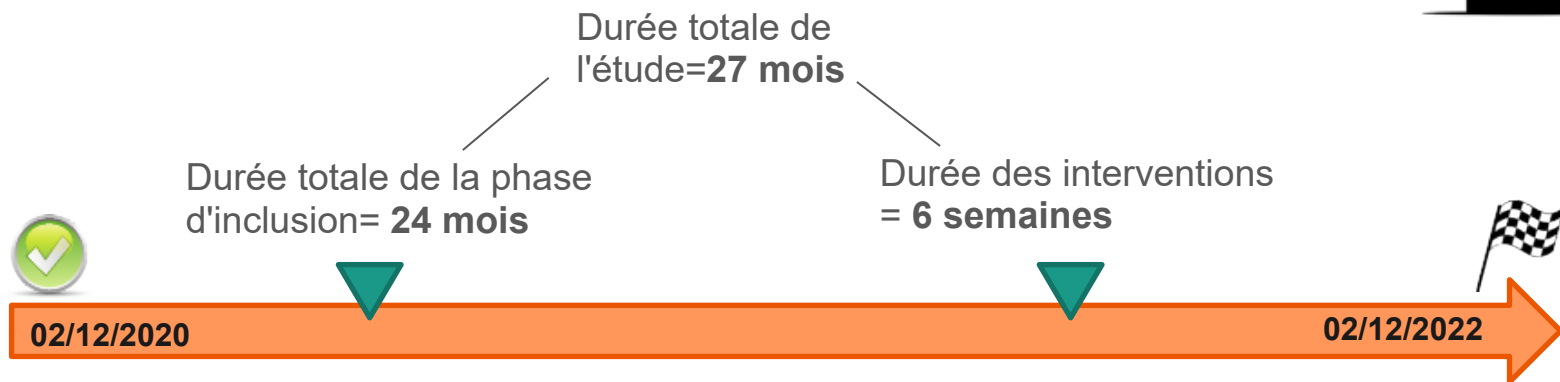 Durée totale de
l'étude=27 mois
Durée totale de la phase
d'inclusion= 24 mois
Durée des interventions
= 6 semaines
02/12/2020
02/12/2022